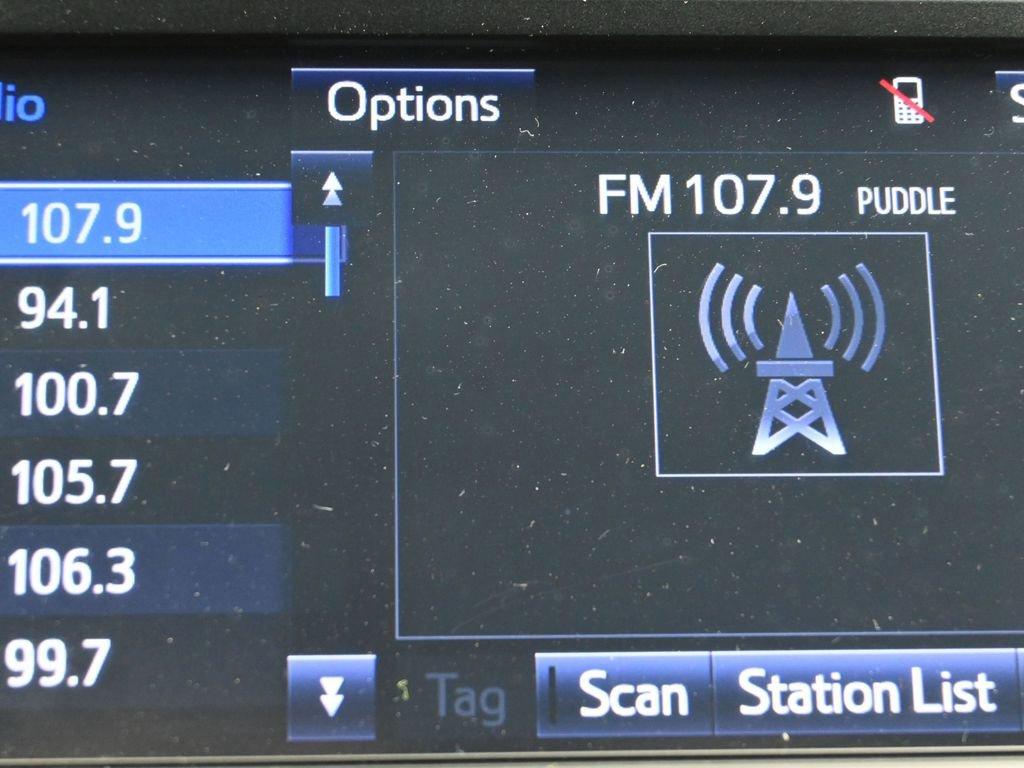 Options
FM 107.9 PUDDLE
107.9
94.1
100.7
105.7
106.3
99.7
Tag Scan Station List